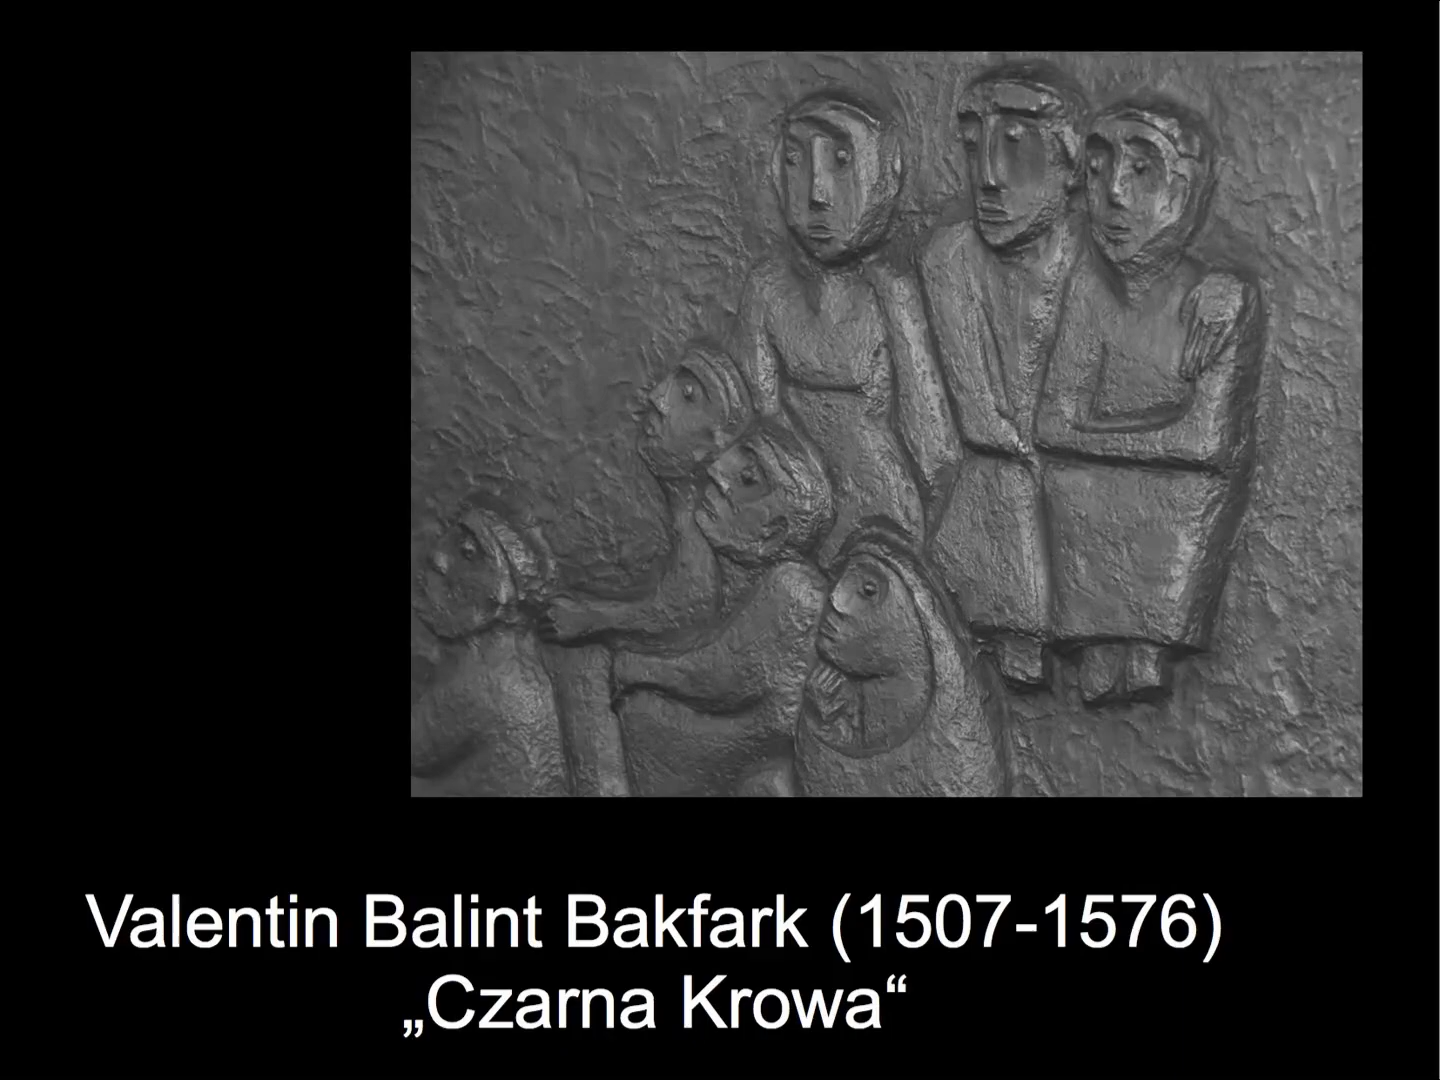 Valentin Balint Bakfark (1507-1576)
„Czarna Krowa“